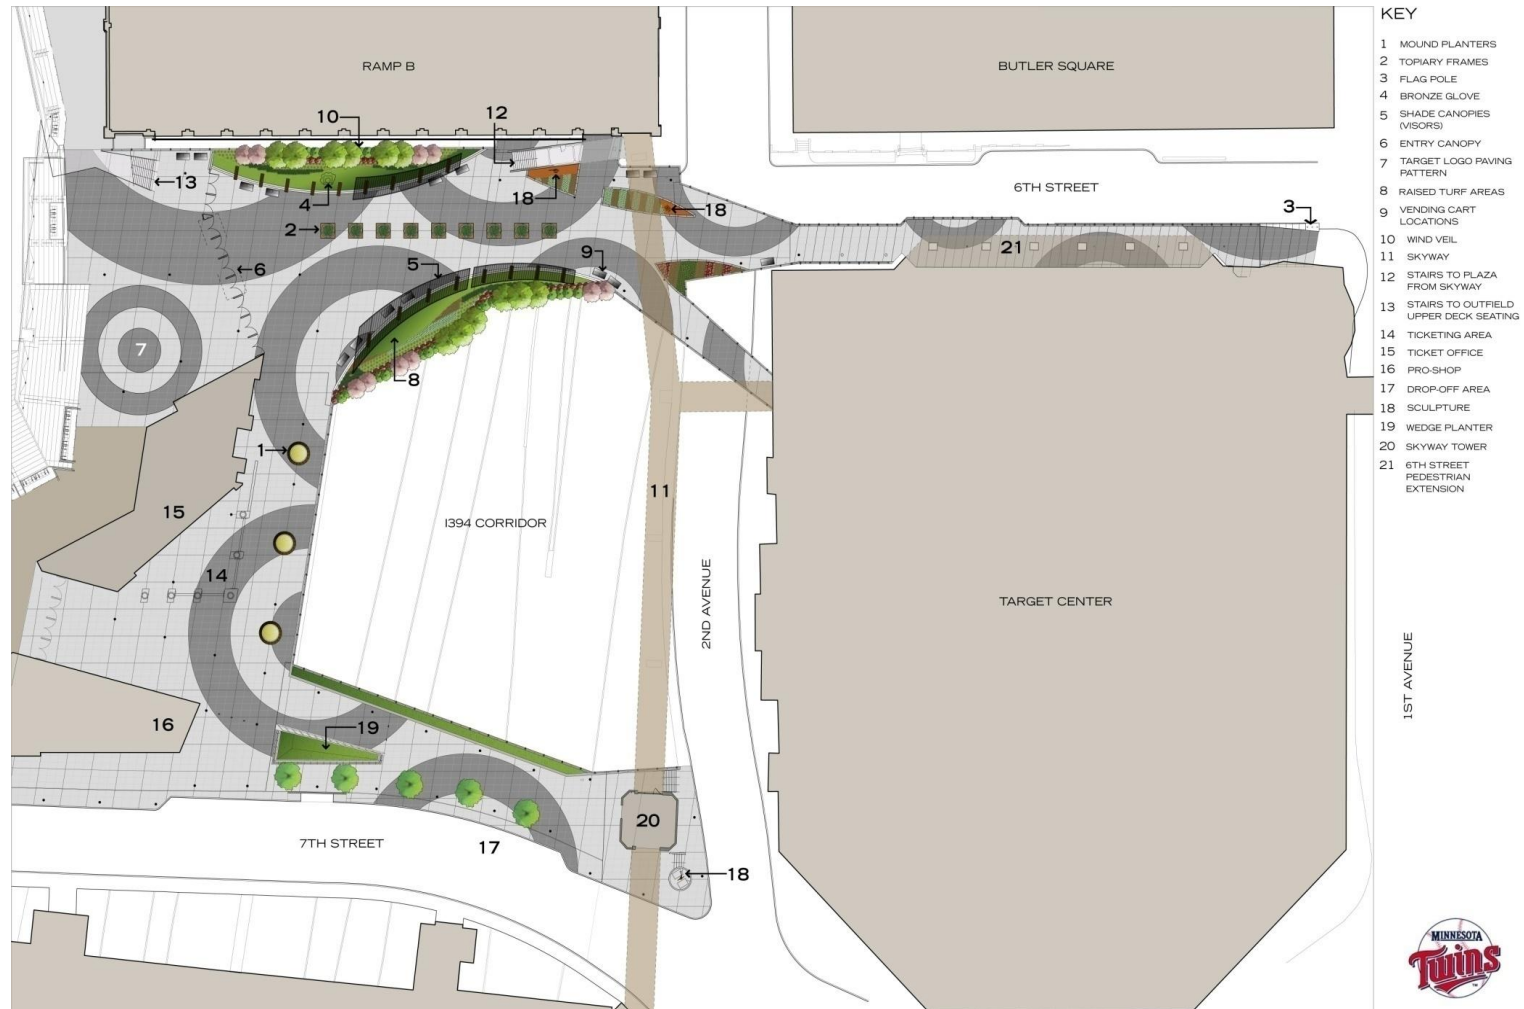 KEY
1 MOUND PLANTERS
2 TOPIARY FRAMES
3 FLAG POLE
4 BRONZE GLOVE
5 SHADE CANOPIES
(VISORS)
6 ENTRY CANOPY
7 TARGET LOGO PAVING
PATTERN
8 RAISED TURF AREAS
9 VENDING CART
LOCATIONS
10 WIND VEIL
11 SKYWAY
12 STAIRS TO PLAZA
FROM SKYWAY
13 STAIRS TO OUTFIELD
UPPER DECK SEATING
14 TICKETING AREA
15 TICKET OFFICE
16 PRO-SHOP
17 DROP-OFF AREA
18 SCULPTURE
19 WEDGE PLANTER
20 SKYWAY TOWER
21 6TH STREET
PEDESTRIAN
EXTENSION
RAMP B
BUTLER SQUARE
10
12
13
4
18
6TH STREET
18
3
2
21
6
5
9
7
8
1
11
15
I394 CORRIDOR
14
2ND AVENUE
TARGET CENTER
1ST AVENUE
16
19
7TH STREET
17
20
18
MINNESOTA
Twins
TM